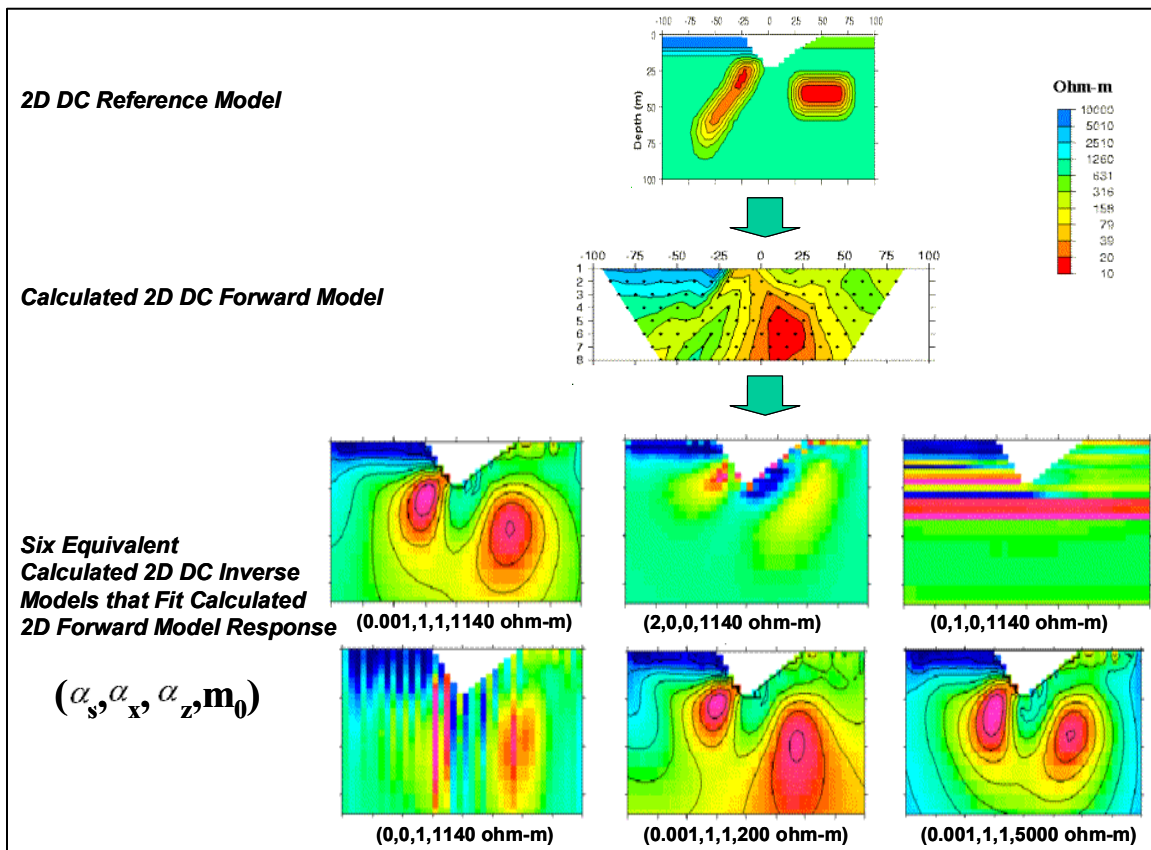 -100 -75 -50 -25 0 25 50 75 100
0
25
50
75
100
Depth (m)
2D DC Reference Model
Ohm-m
10000
5010
2510
1260
631
316
158
79
39
20
10
-100 -75 -50 -25 0 25 50 75 100
1
2
3
4
5
6
7
8
Calculated 2D DC Forward Model
Six Equivalent
Calculated 2D DC Inverse
Models that Fit Calculated
2D Forward Model Response
(αs,αx, αz,m0)
(0.001,1,1,1140 ohm-m)
(2,0,0,1140 ohm-m)
(0,1,0,1140 ohm-m)
(0,0,1,1140 ohm-m)
(0.001,1,1,200 ohm-m)
(0.001,1,1,5000 ohm-m)